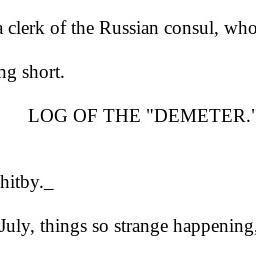 a clerk of the Russian consul, who
ng short.
LOG OF THE "DEMETER."
hitby._
July, things so strange happening,